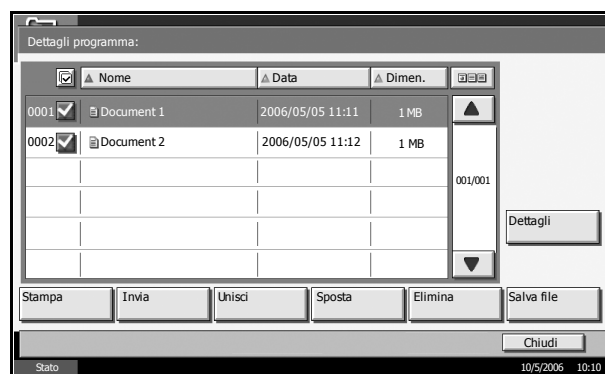 Dettagli programma:
Nome Data Dimen.
0001 Document 1 2006/05/05 11:11 1 MB
0002 Document 2 2006/05/05 11:12 1 MB
001/001
Dettagli
Stampa Invia Unisci Sposta Elimina Salva file
Chiudi
Stato 10/5/2006 10:10